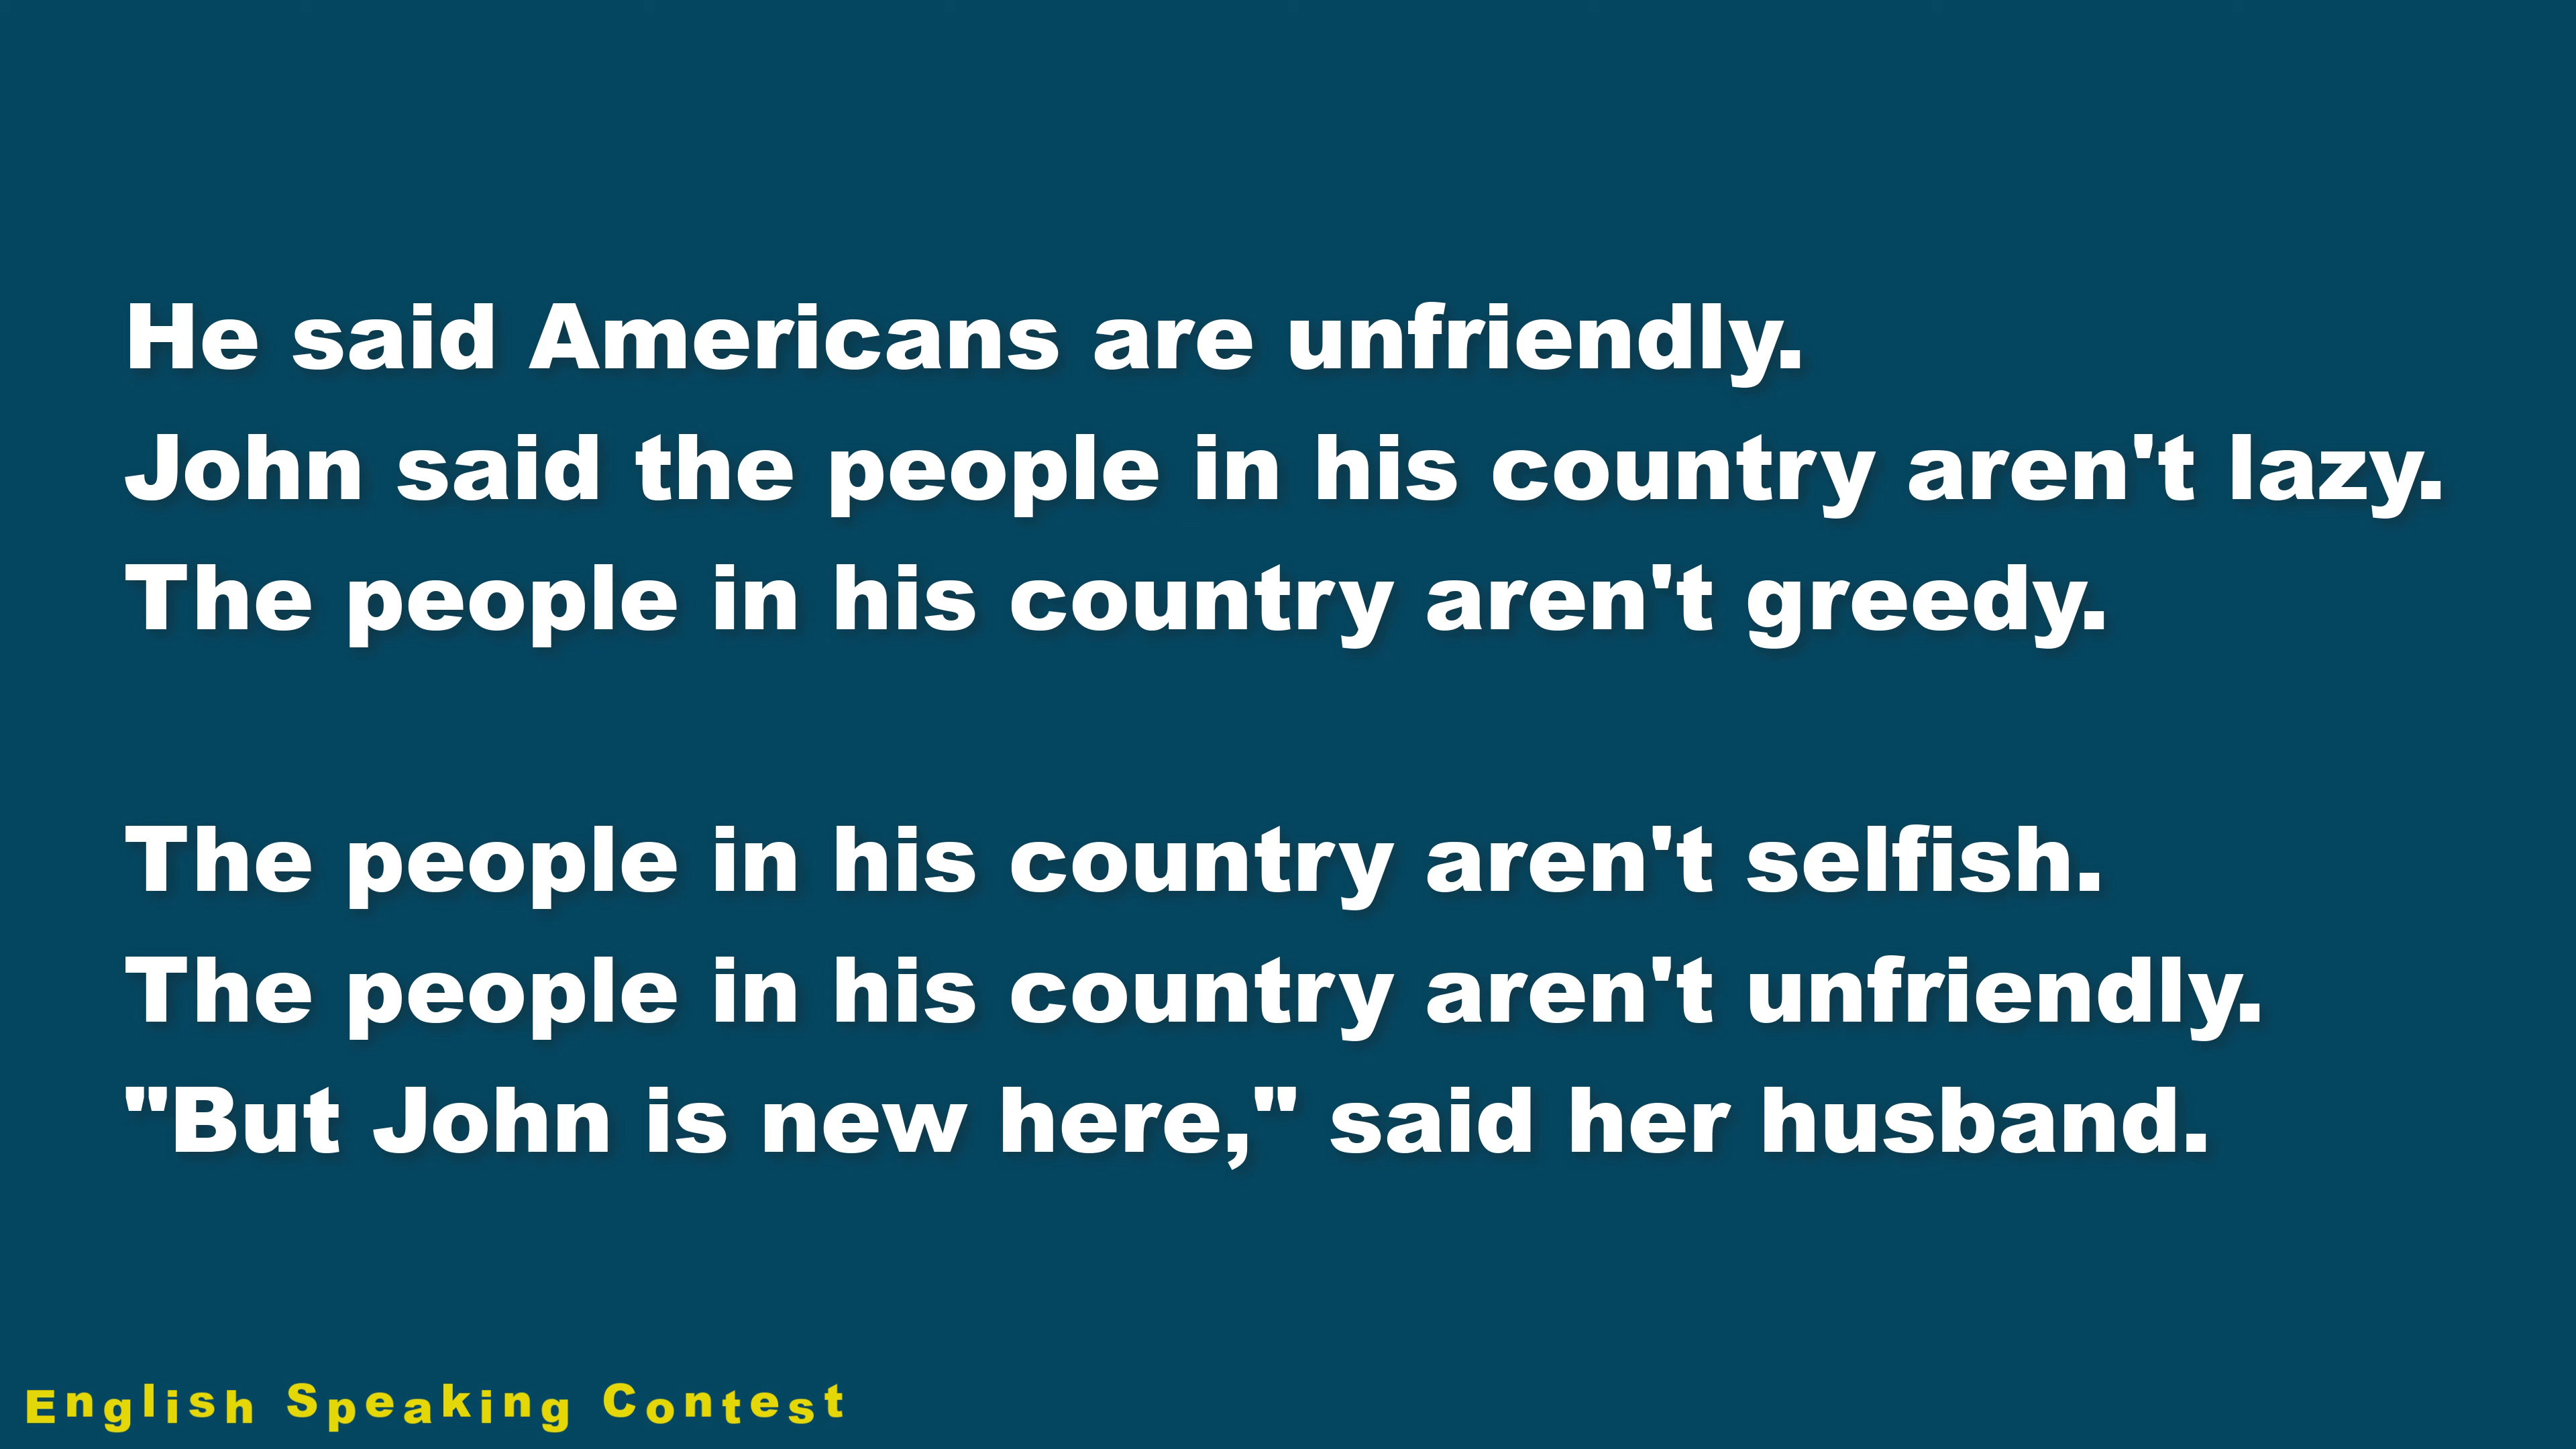 He said Americans are unfriendly.
John said the people in his country aren't lazy.
The people in his country aren't greedy.
The people in his country aren't selfish.
The people in his country aren't unfriendly.
"But John is new here," said her husband.
English Speaking Contest